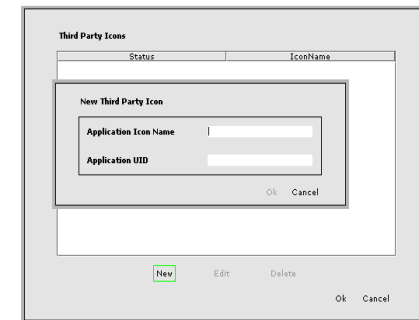 Third Party Icons
Status IconName
New Third Party Icon
Application Icon Name
Application UID
Ok Cancel
New Edit Delete
Ok Cancel